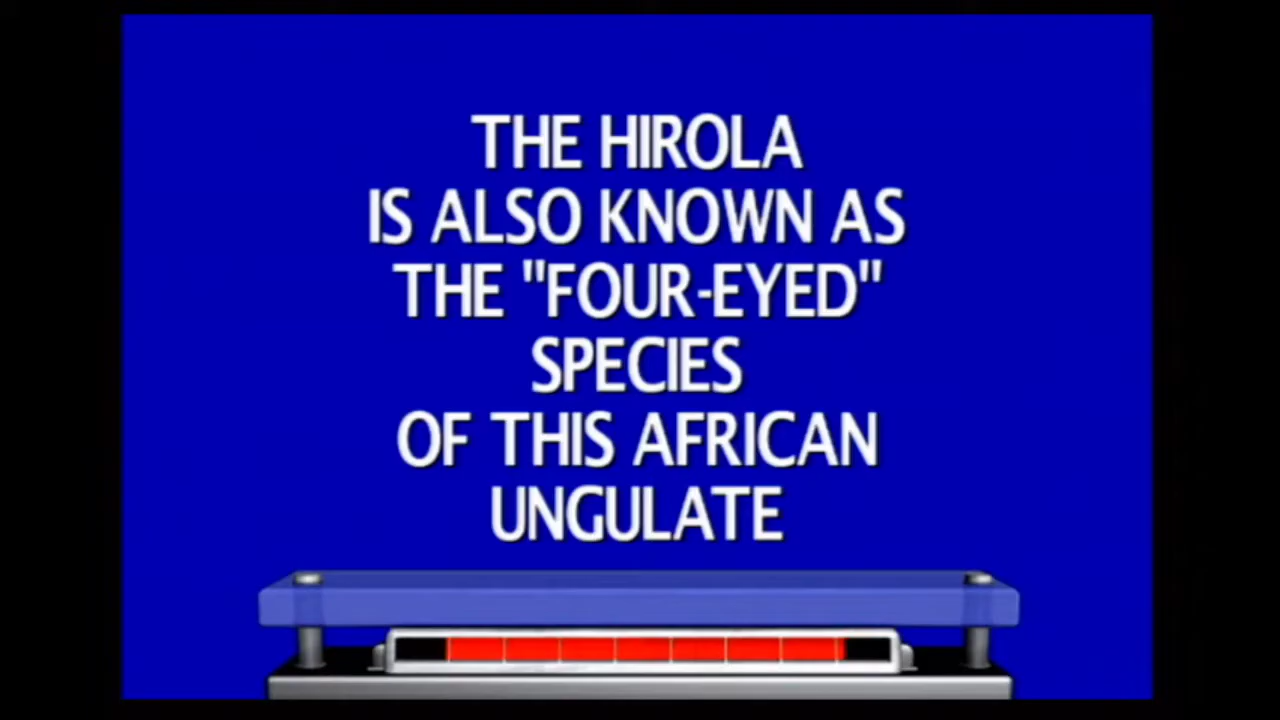 THE HIROLA
IS ALSO KNOWN AS
THE "FOUR-EYED"
SPECIES
OF THIS AFRICAN
UNGULATE